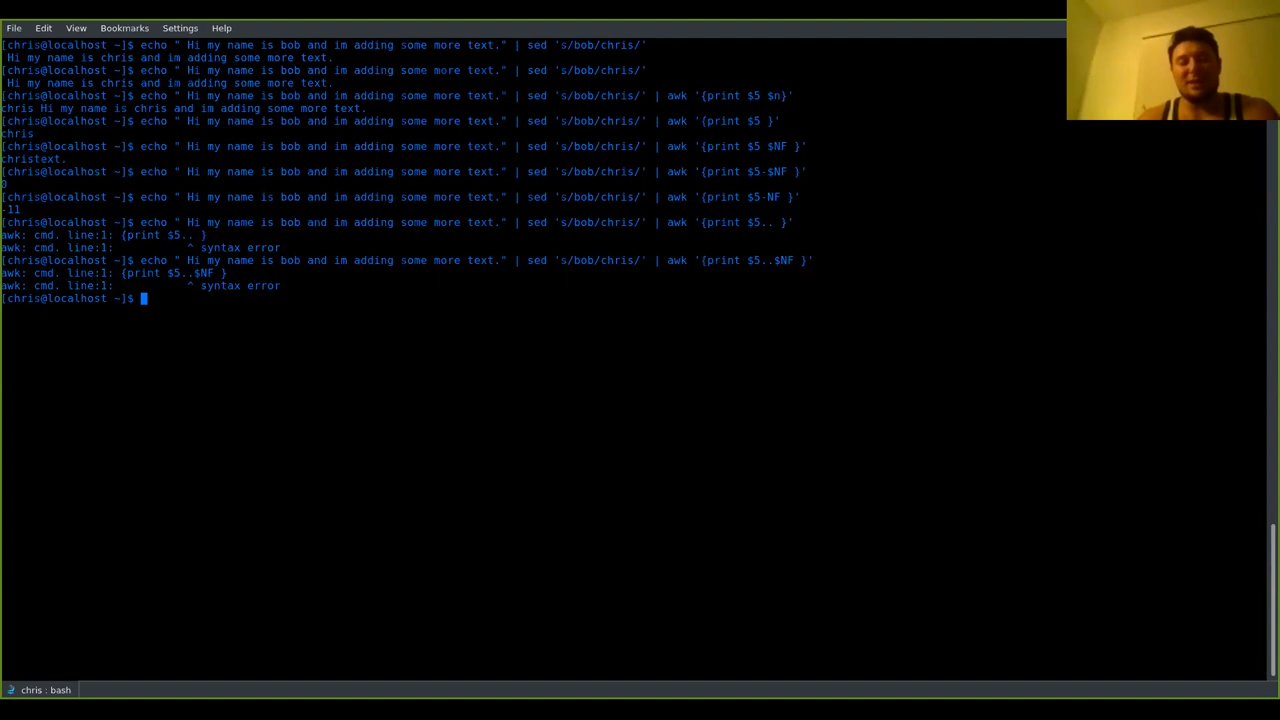 File Edit View Bookmarks Settings Help
[chris@localhost ~]$ echo " Hi my name is bob and im adding some more text." | sed 's/bob/chris/'
 Hi my name is chris and im adding some more text.
[chris@localhost ~]$ echo " Hi my name is bob and im adding some more text." | sed 's/bob/chris/'
 Hi my name is chris and im adding some more text.
[chris@localhost ~]$ echo " Hi my name is bob and im adding some more text." | sed 's/bob/chris/' | awk '{print $5 $n}'
chris Hi my name is chris and im adding some more text.
[chris@localhost ~]$ echo " Hi my name is bob and im adding some more text." | sed 's/bob/chris/' | awk '{print $5 }'
chris
[chris@localhost ~]$ echo " Hi my name is bob and im adding some more text." | sed 's/bob/chris/' | awk '{print $5 $NF }'
christext.
[chris@localhost ~]$ echo " Hi my name is bob and im adding some more text." | sed 's/bob/chris/' | awk '{print $5-$NF }'
0
[chris@localhost ~]$ echo " Hi my name is bob and im adding some more text." | sed 's/bob/chris/' | awk '{print $5-NF }'
-11
[chris@localhost ~]$ echo " Hi my name is bob and im adding some more text." | sed 's/bob/chris/' | awk '{print $5.. }'
awk: cmd. line:1: {print $5.. }
awk: cmd. line:1:           ^ syntax error
[chris@localhost ~]$ echo " Hi my name is bob and im adding some more text." | sed 's/bob/chris/' | awk '{print $5..$NF }'
awk: cmd. line:1: {print $5..$NF }
awk: cmd. line:1:           ^ syntax error
[chris@localhost ~]$
chris : bash